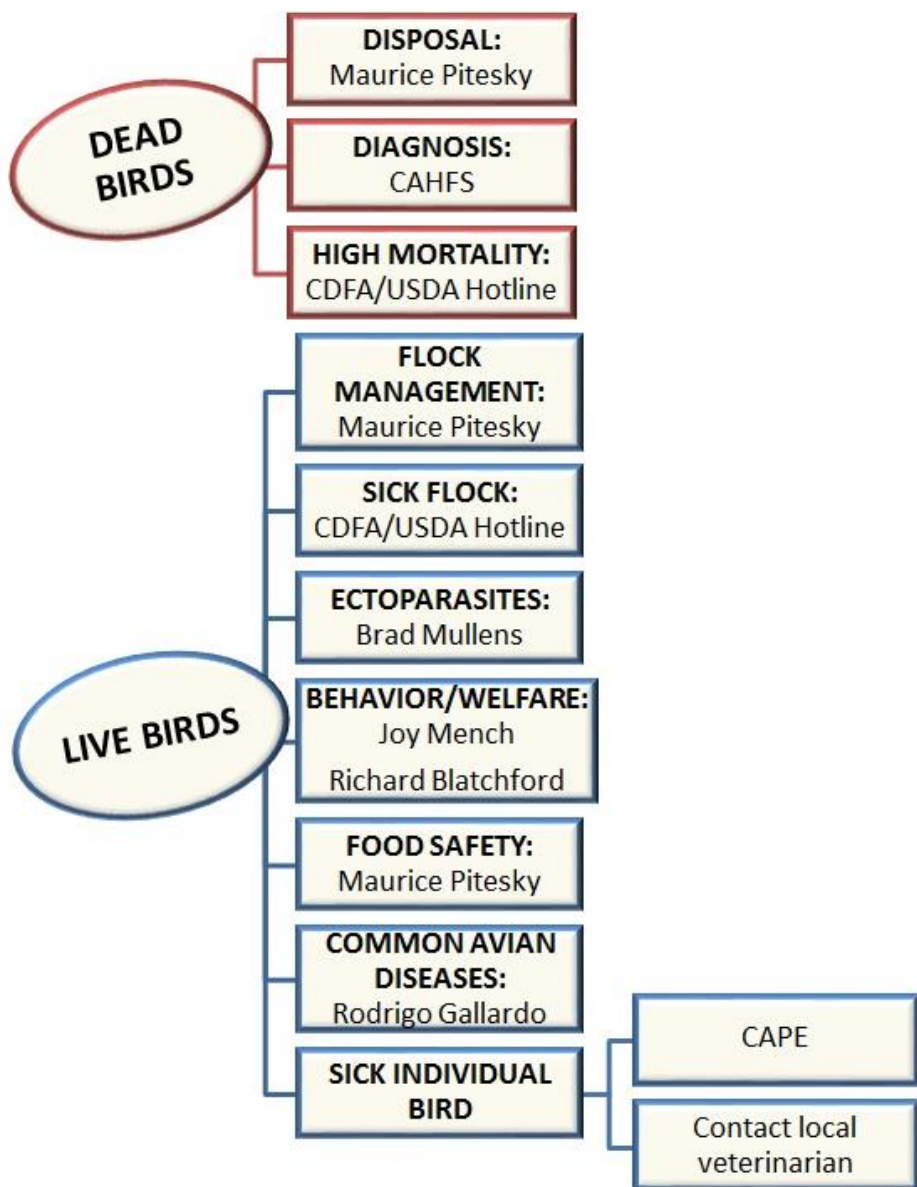 DEAD
BIRDS
DISPOSAL:
Maurice Pitesky
DIAGNOSIS:
CAHFS
HIGH MORTALITY:
CDFA/USDA Hotline
LIVE BIRDS
FLOCK
MANAGEMENT:
Maurice Pitesky
SICK FLOCK:
CDFA/USDA Hotline
ECTOPARASITES:
Brad Mullens
BEHAVIOR/WELFARE:
Joy Mench
Richard Blatchford
FOOD SAFETY:
Maurice Pitesky
COMMON AVIAN
DISEASES:
Rodrigo Gallardo
SICK INDIVIDUAL
BIRD
CAPE
Contact local
veterinarian